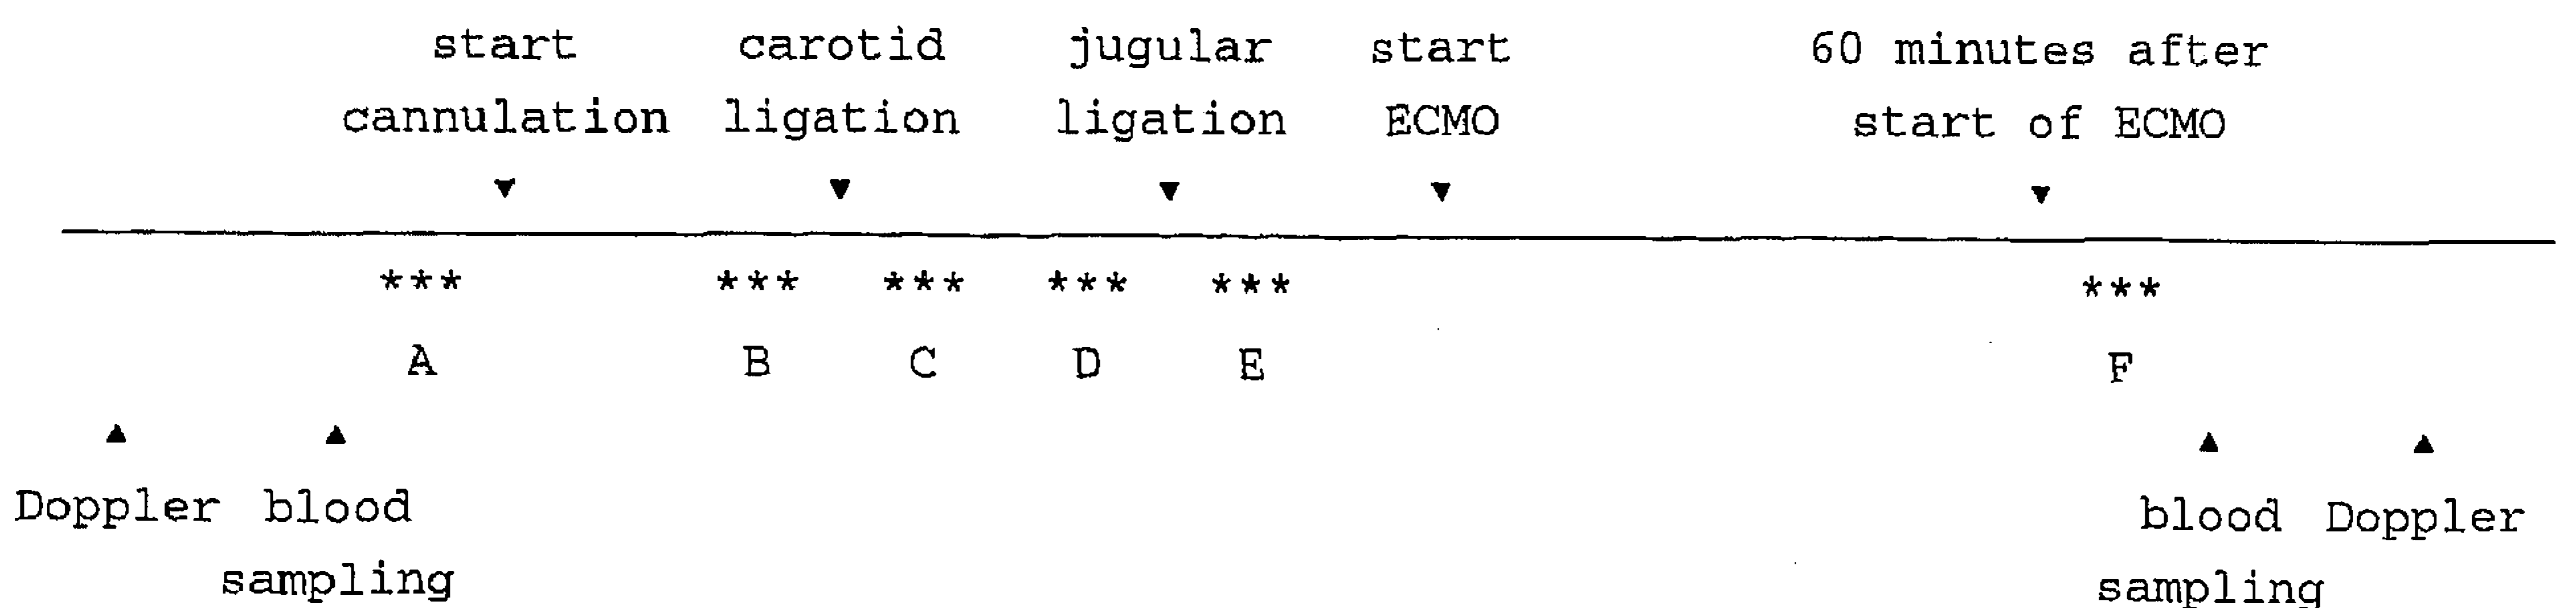 start carotid jugular start 60 minutes after
cannulation ligation ligation ECMO start of ECMO
*** *** *** *** *** ***
A B C D E F
Doppler blood blood Doppler
sampling sampling